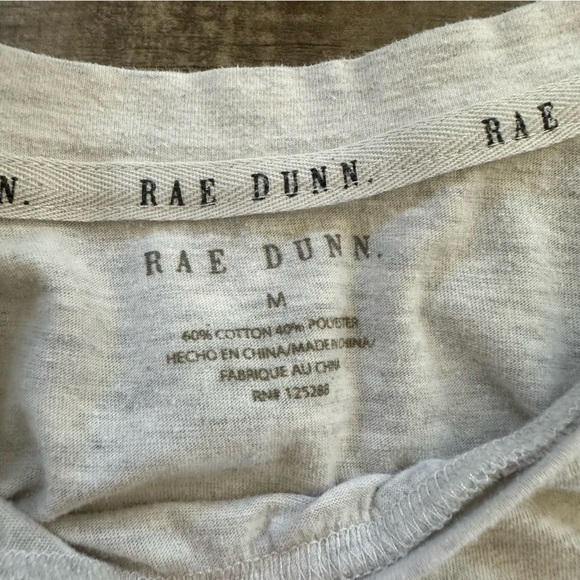 N. RAE DUNN. RAE
RAE DUNN.
M
60% COTTON 40% POLYESTER
HECHO EN CHINA/MADE IN CHINA/
FABRIQUE AU CHINA
RN# 125288